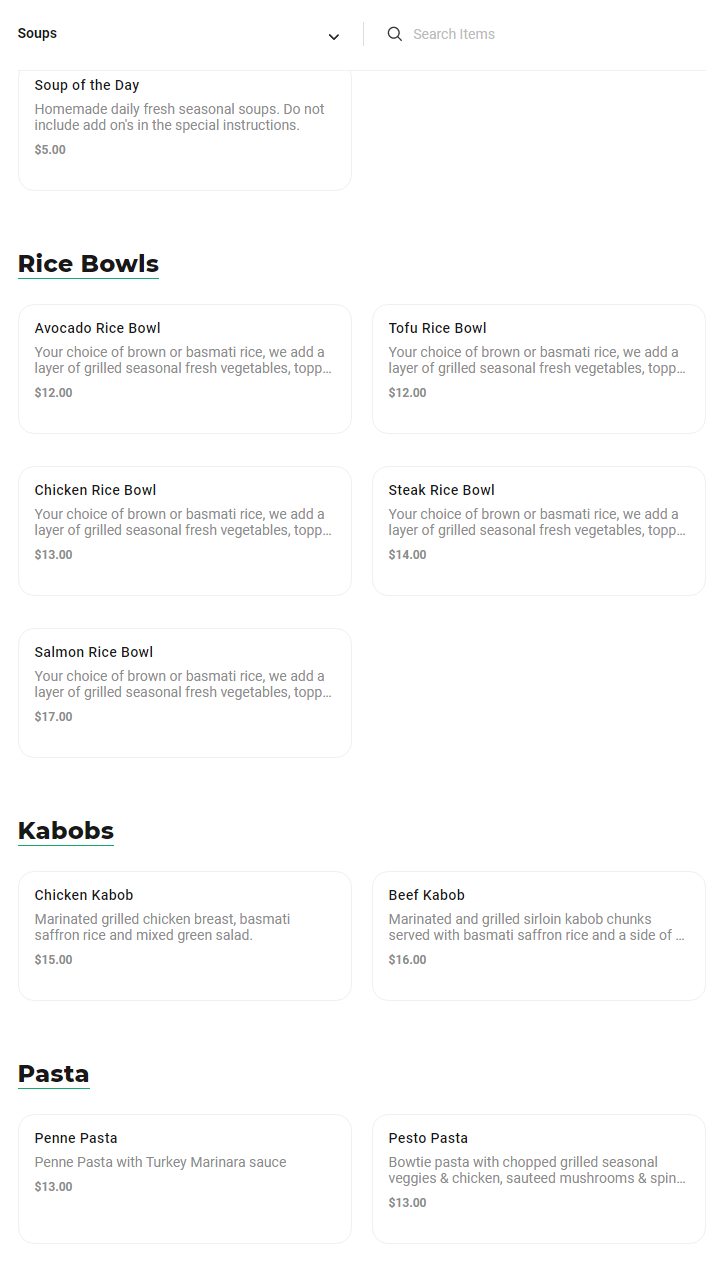 Soups
Search Items
Soup of the Day
Homemade daily fresh seasonal soups. Do not
include add on's in the special instructions.
$5.00
Rice Bowls
Avocado Rice Bowl
Your choice of brown or basmati rice, we add a
layer of grilled seasonal fresh vegetables, topp...
$12.00
Tofu Rice Bowl
Your choice of brown or basmati rice, we add a
layer of grilled seasonal fresh vegetables, topp...
$12.00
Chicken Rice Bowl
Your choice of brown or basmati rice, we add a
layer of grilled seasonal fresh vegetables, topp...
$13.00
Steak Rice Bowl
Your choice of brown or basmati rice, we add a
layer of grilled seasonal fresh vegetables, topp...
$14.00
Salmon Rice Bowl
Your choice of brown or basmati rice, we add a
layer of grilled seasonal fresh vegetables, topp...
$17.00
Kabobs
Chicken Kabob
Marinated grilled chicken breast, basmati
saffron rice and mixed green salad.
$15.00
Beef Kabob
Marinated and grilled sirloin kabob chunks
served with basmati saffron rice and a side of ...
$16.00
Pasta
Penne Pasta
Penne Pasta with Turkey Marinara sauce
$13.00
Pesto Pasta
Bowtie pasta with chopped grilled seasonal
veggies & chicken, sauteed mushrooms & spin...
$13.00